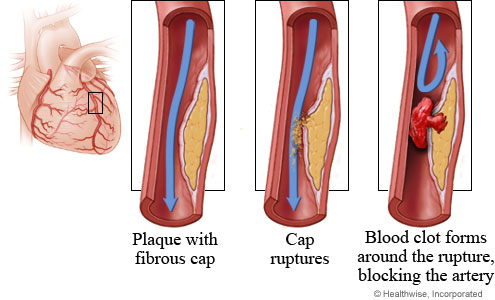 Plaque with
fibrous cap
Cap
ruptures
Blood clot forms
around the rupture,
blocking the artery
© Healthwise, Incorporated